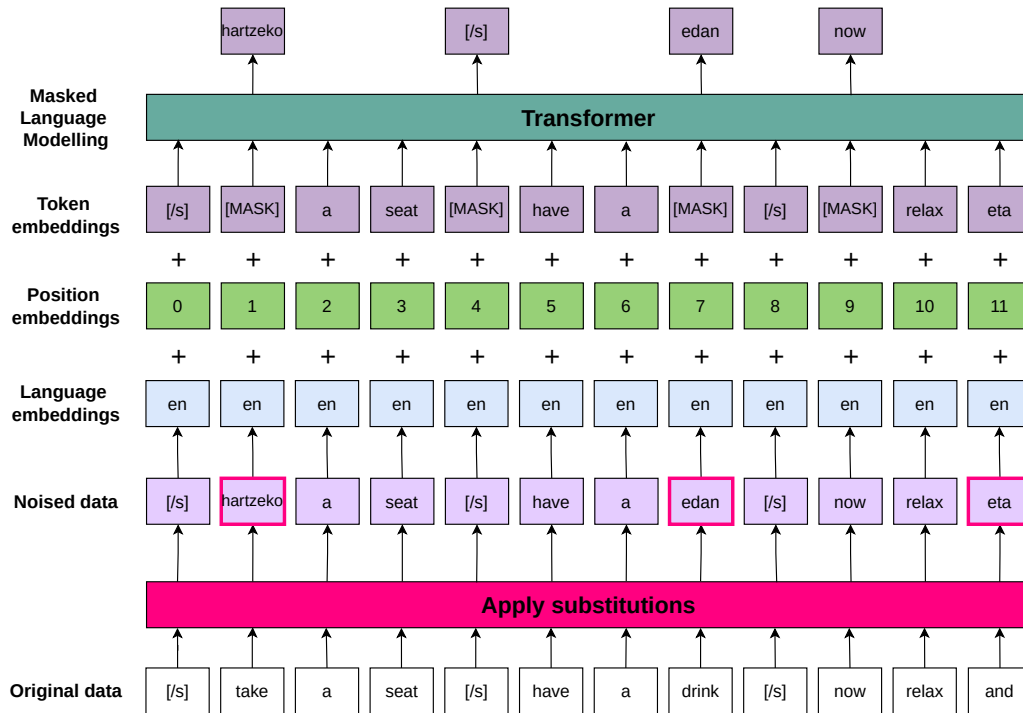 hartzeko [/s] edan now
Masked
Language
Modelling
Transformer
Token
embeddings
[/s] [MASK] a seat [MASK] have a [MASK] [/s] [MASK] relax eta
+ + + + + + + + + + + +
Position
embeddings
0 1 2 3 4 5 6 7 8 9 10 11
+ + + + + + + + + + + +
Language
embeddings
en en en en en en en en en en en en
Noised data
[/s] hartzeko a seat [/s] have a edan [/s] now relax eta
Apply substitutions
Original data
[/s] take a seat [/s] have a drink [/s] now relax and